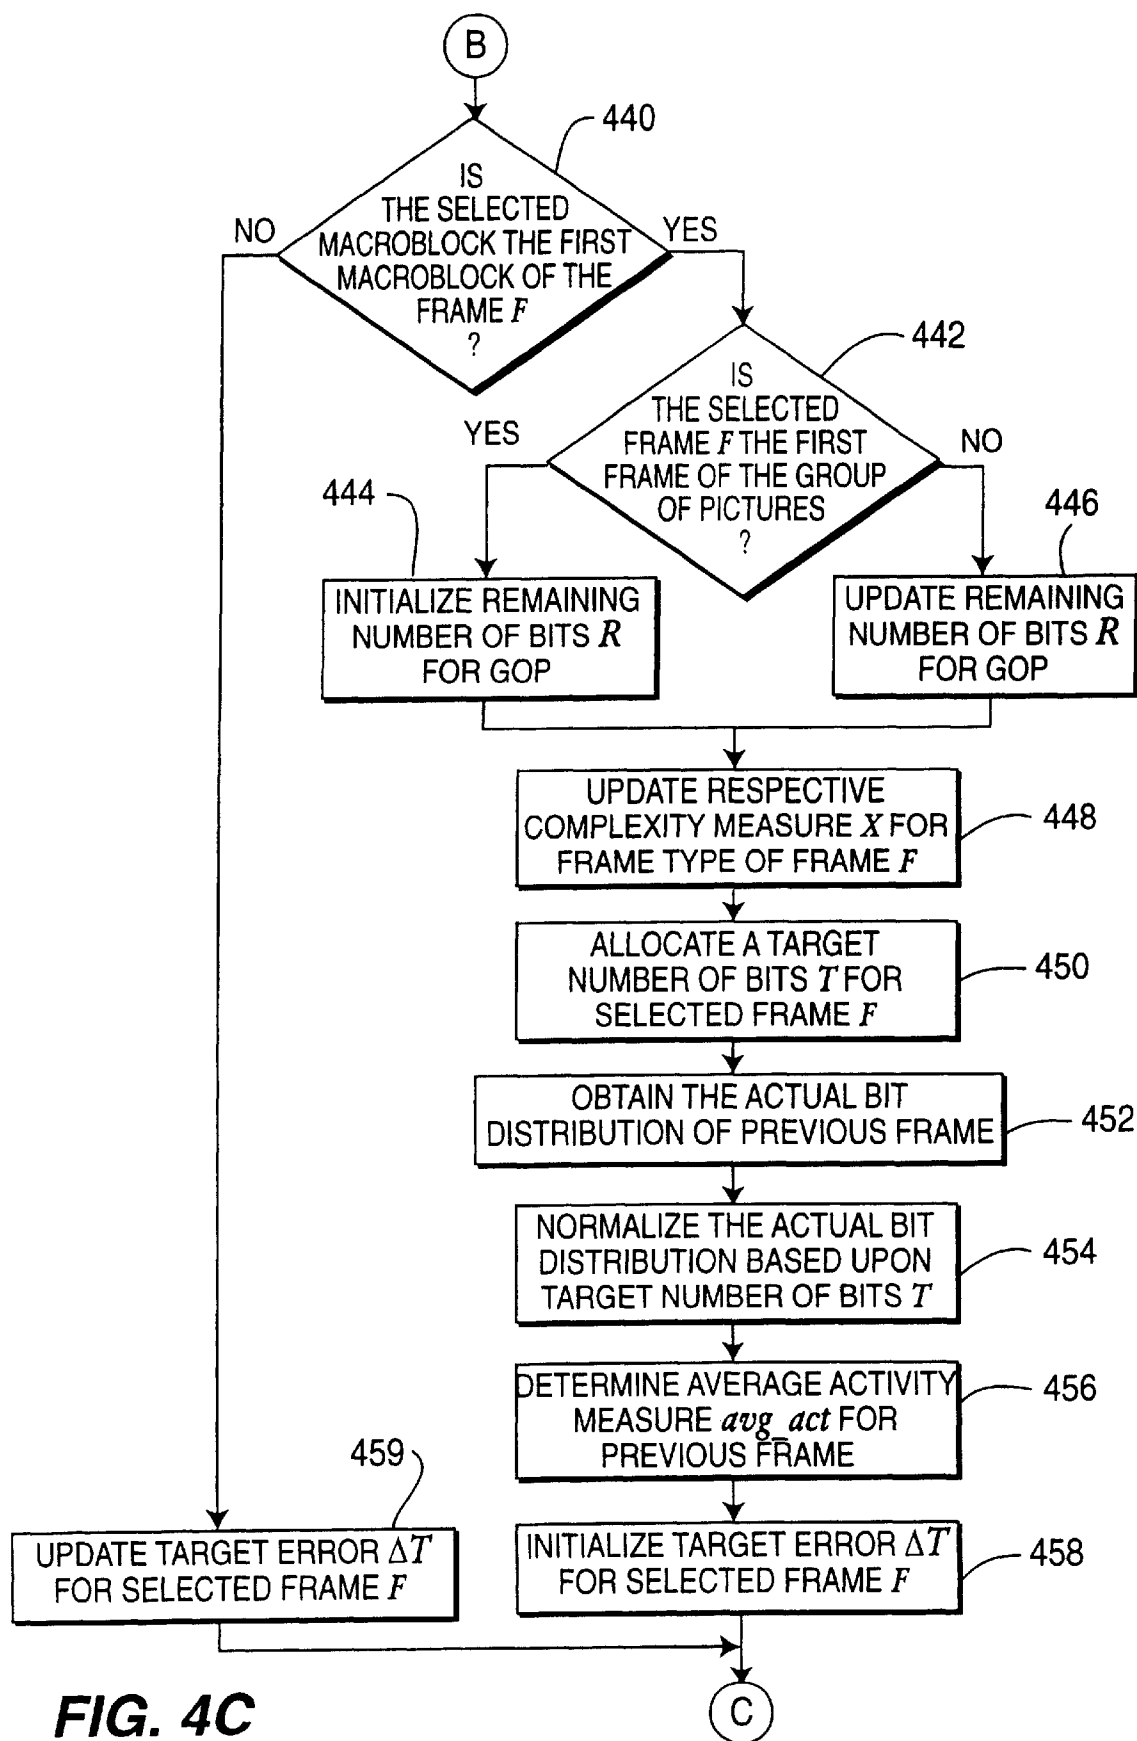 B
440
IS
THE SELECTED
MACROBLOCK THE FIRST
MACROBLOCK OF THE
FRAME F
?
NO
YES
442
IS
THE SELECTED
FRAME F THE FIRST
FRAME OF THE GROUP
OF PICTURES
?
YES
NO
444
INITIALIZE REMAINING
NUMBER OF BITS R
FOR GOP
446
UPDATE REMAINING
NUMBER OF BITS R
FOR GOP
UPDATE RESPECTIVE
COMPLEXITY MEASURE X FOR
FRAME TYPE OF FRAME F
448
ALLOCATE A TARGET
NUMBER OF BITS T FOR
SELECTED FRAME F
450
OBTAIN THE ACTUAL BIT
DISTRIBUTION OF PREVIOUS FRAME
452
NORMALIZE THE ACTUAL BIT
DISTRIBUTION BASED UPON
TARGET NUMBER OF BITS T
454
DETERMINE AVERAGE ACTIVITY
MEASURE avg_act FOR
PREVIOUS FRAME
456
459
UPDATE TARGET ERROR ΔT
FOR SELECTED FRAME F
INITIALIZE TARGET ERROR ΔT
FOR SELECTED FRAME F
458
C
FIG. 4C